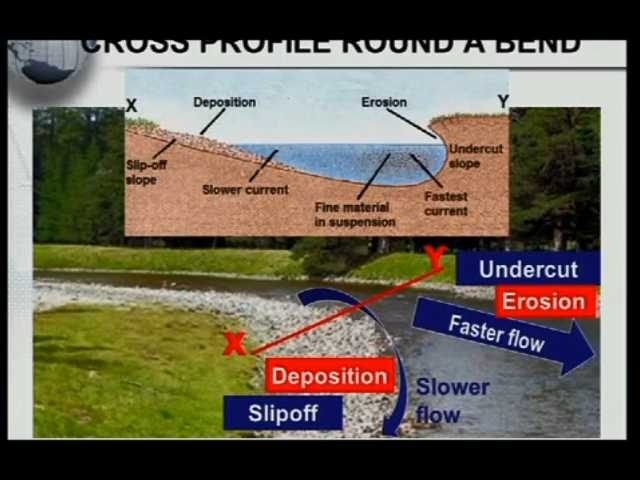 CROSS PROFILE ROUND A BEND
X
Deposition
Erosion
Y
Slip-off
slope
Slower current
Fine material
in suspension
Fastest
current
Undercut
slope
Y
Undercut
Erosion
Faster flow
X
Deposition
Slipoff
Slower
flow